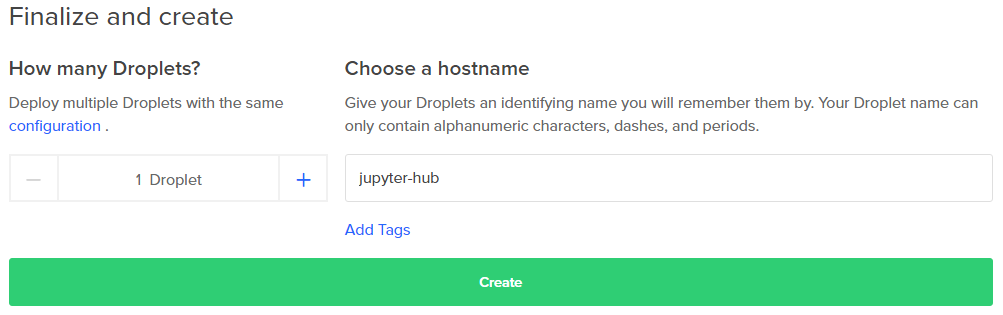 Finalize and create
How many Droplets?
Deploy multiple Droplets with the same
configuration .
1 Droplet
Choose a hostname
Give your Droplets an identifying name you will remember them by. Your Droplet name can
only contain alphanumeric characters, dashes, and periods.
jupyter-hub
Add Tags
Create